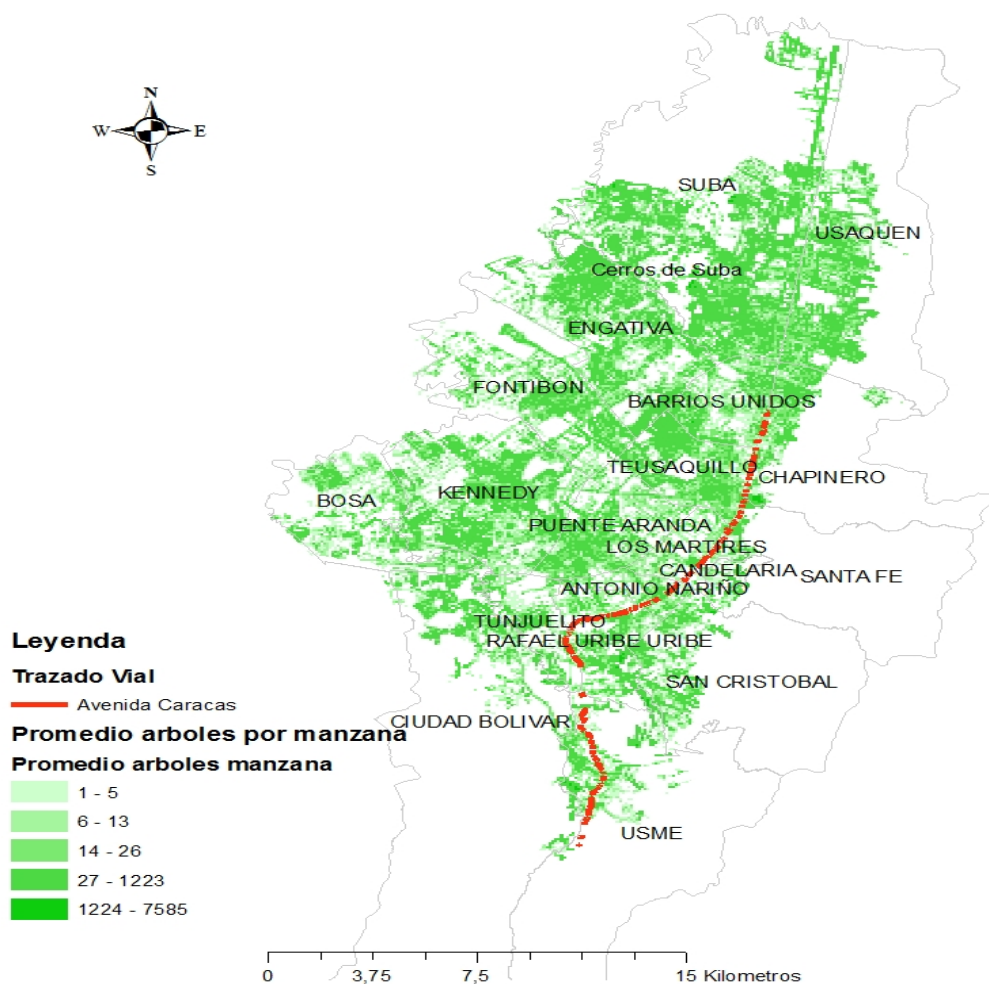 N
W E
S
SUBA
USAQUEN
Cerros de Suba
ENGATIVA
FONTIBON
BARRIOS UNIDOS
TEUSAQUILLO
CHAPINERO
KENNEDY
BOSA
PUENTE ARANDA
LOS MARTIRES
CANDELARIA
SANTA FE
ANTONIO NARIÑO
TUNJUELITO
RAFAEL URIBE URIBE
SAN CRISTOBAL
CIUDAD BOLIVAR
USME
Leyenda
Trazado Vial
Avenida Caracas
Promedio arboles por manzana
Promedio arboles manzana
1 - 5
6 - 13
14 - 26
27 - 1223
1224 - 7585
0 3,75 7,5 15 Kilometros